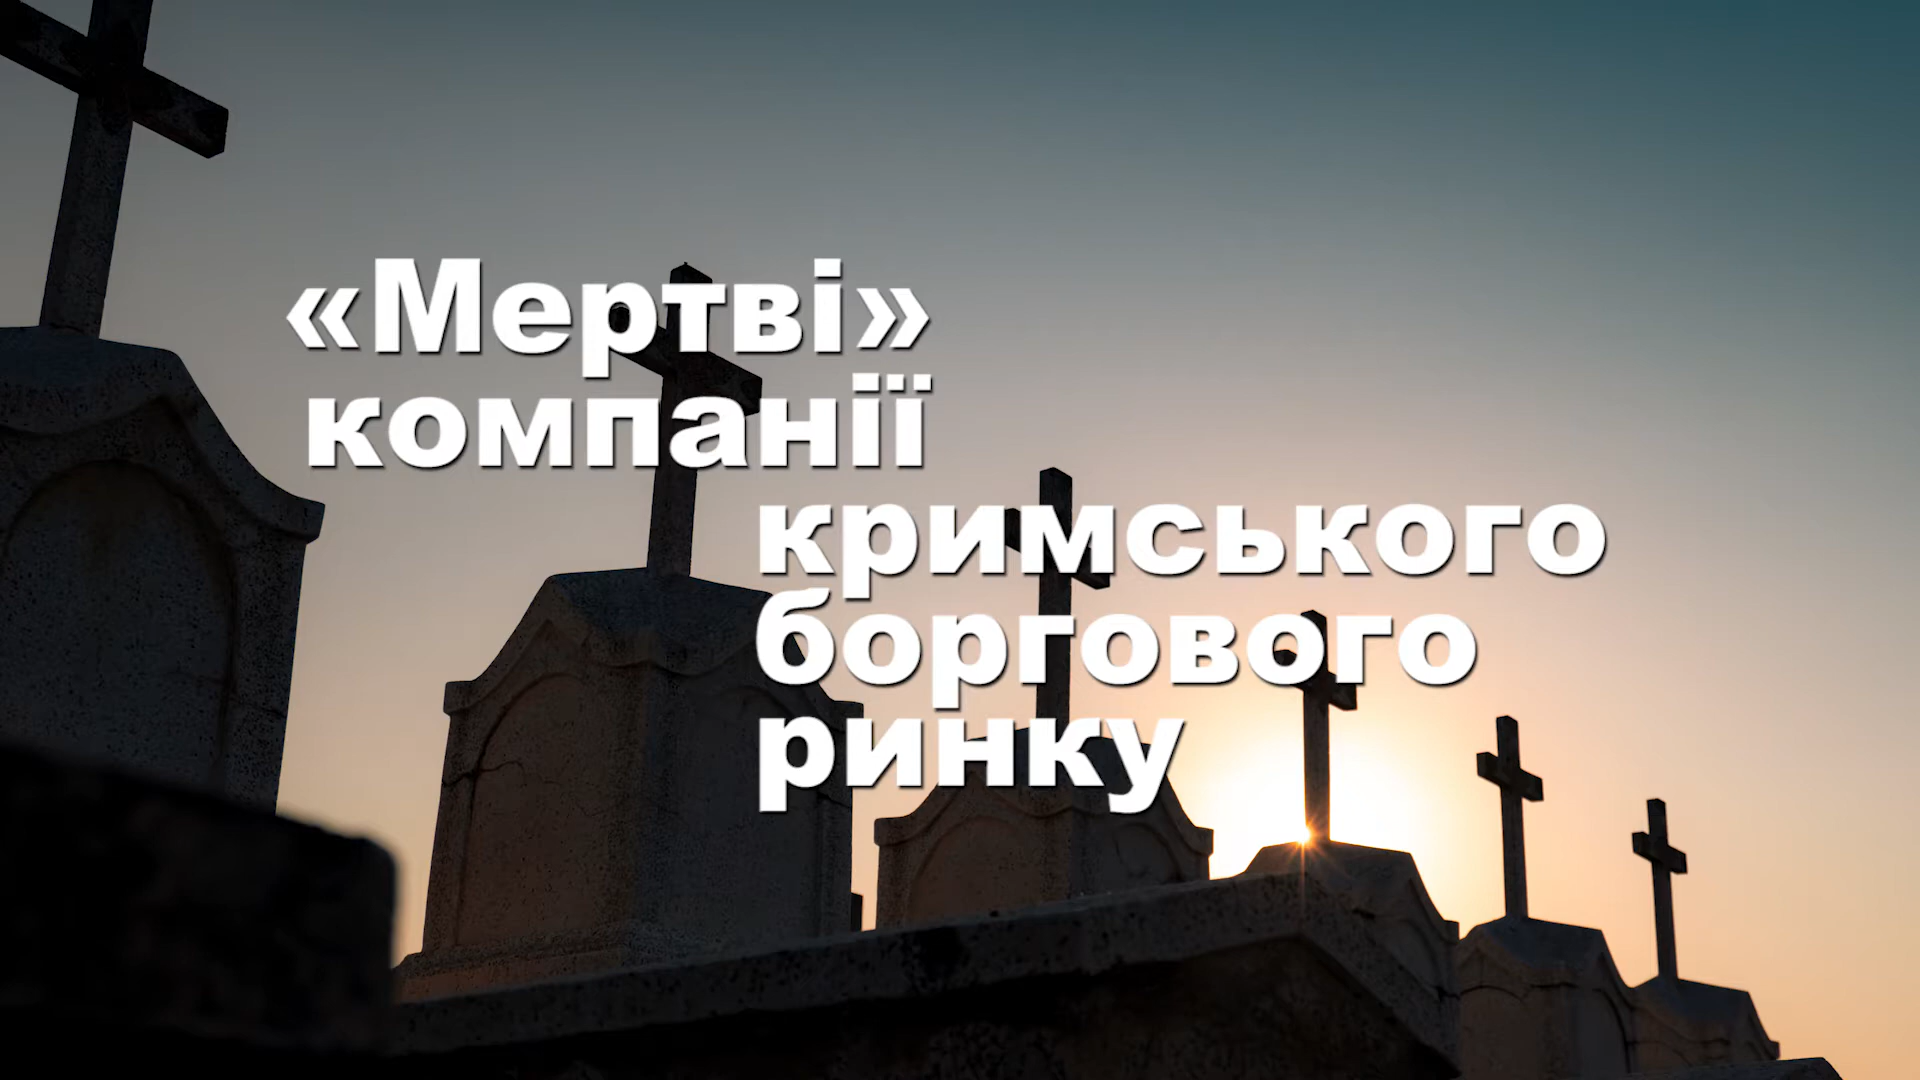 «Мертві»
компанії
кримського
боргового
ринку